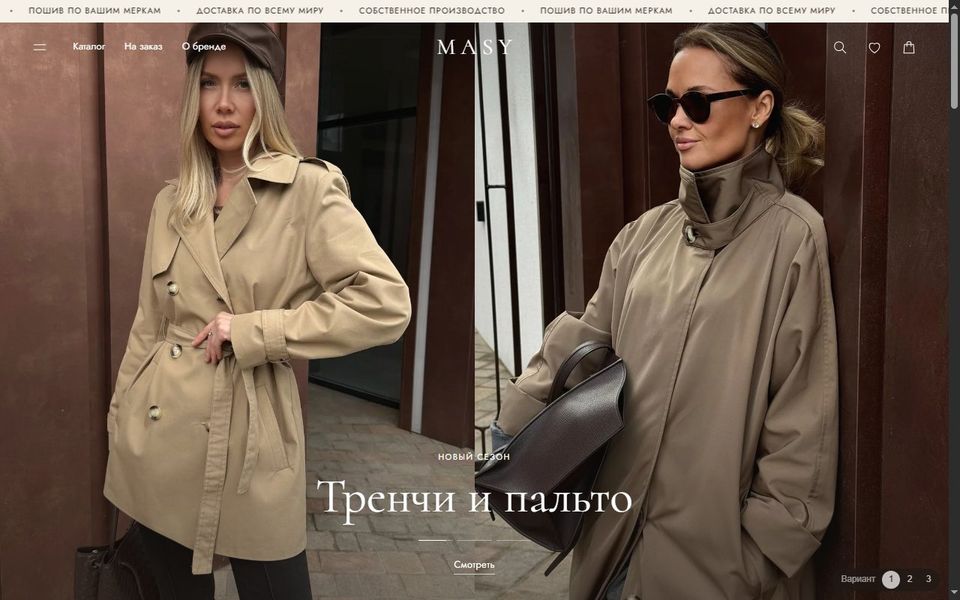 • ПОШИВ ПО ВАШИМ МЕРКАМ • ДОСТАВКА ПО ВСЕМУ МИРУ • СОБСТВЕННОЕ ПРОИЗВОДСТВО • ПОШИВ ПО ВАШИМ МЕРКАМ • ДОСТАВКА ПО ВСЕМУ МИРУ • СОБСТВЕННОЕ
Каталог На заказ О бренде MASY
НОВЫЙ СЕЗОН
Тренчи и пальто
Смотреть
Вариант 1 2 3